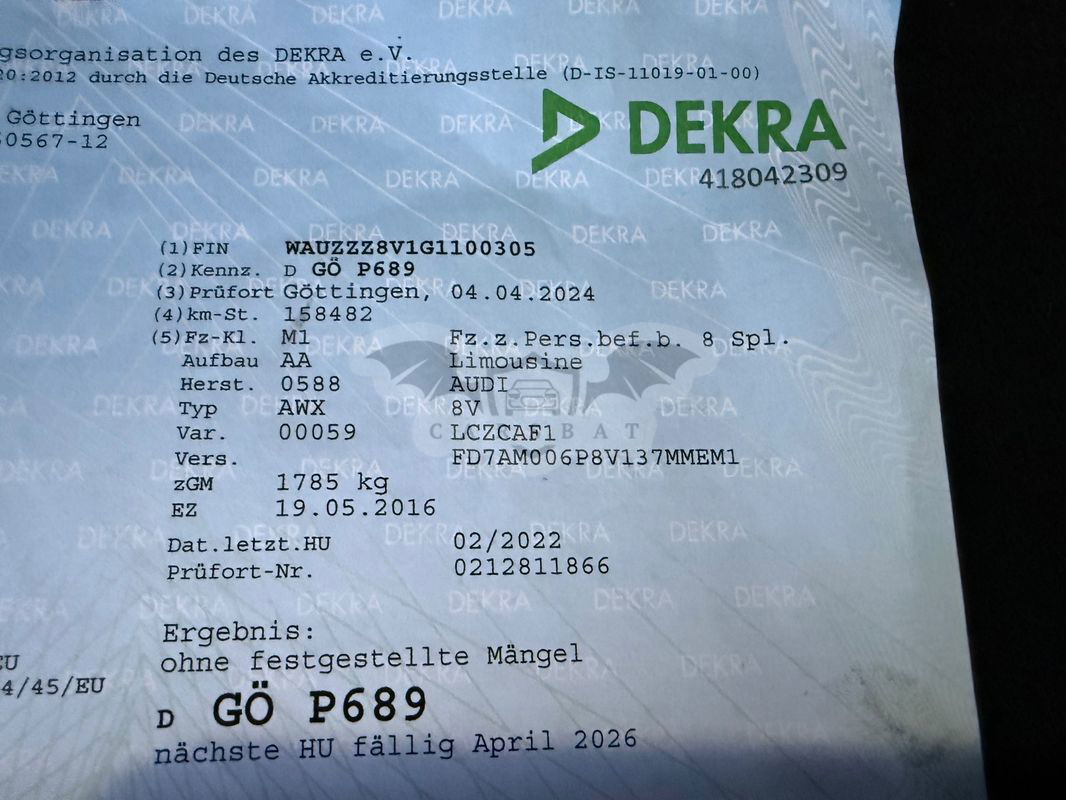 gsorganisation des DEKRA e.V.
20:2012 durch die Deutsche Akkreditierungsstelle (D-IS-11019-01-00)
Göttingen
60567-12
DEKRA
418042309
(1)FIN WAUZZZ8V1G1100305
(2)Kennz. D GÖ P689
(3)Prüfort Göttingen, 04.04.2024
(4)km-St. 158482
(5)Fz-Kl. M1 Fz.z.Pers.bef.b. 8 Spl.
Aufbau AA Limousine
Herst. 0588 AUDI
Typ AWX 8V
Var. 00059 LCZCAF1
Vers. FD7AM006P8V137MMEM1
zGM 1785 kg
EZ 19.05.2016
Dat.letzt.HU 02/2022
Prüfort-Nr. 0212811866
Ergebnis:
ohne festgestellte Mängel
EU
4/45/EU
D GÖ P689
nächste HU fällig April 2026